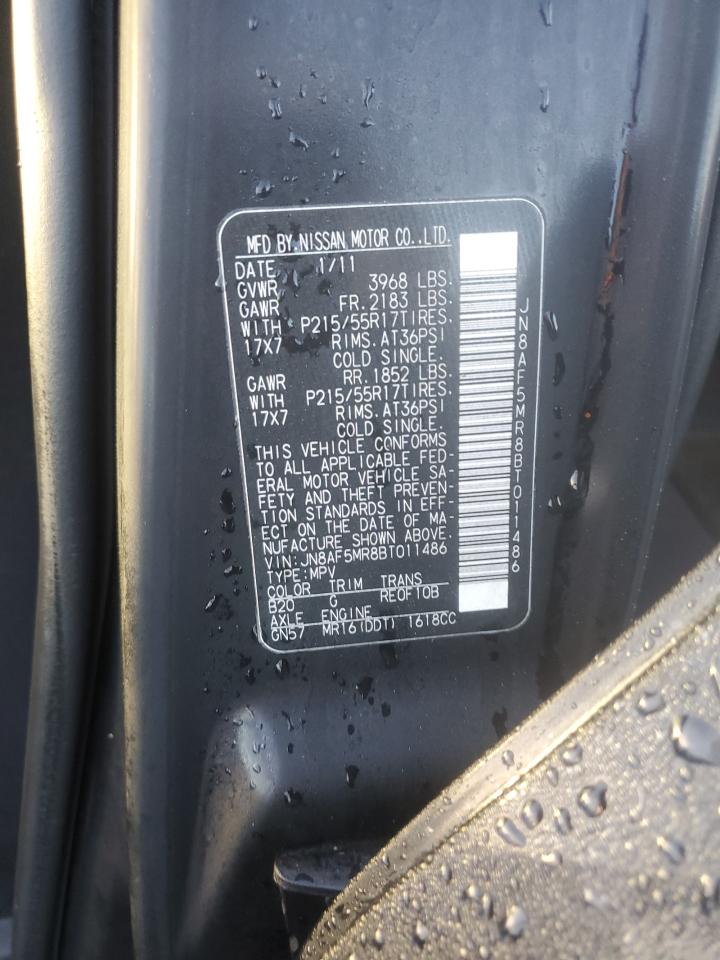 MFD BY.NISSAN MOTOR CO.,LTD.
DATE 1/11
GVWR 3968 LBS.
GAWR FR.2183 LBS.
WITH P215/55R17TIRES.
17X7 RIMS.AT36PSI
COLD SINGLE.
GAWR RR.1852 LBS.
WITH P215/55R17TIRES.
17X7 RIMS.AT36PSI
COLD SINGLE.
THIS VEHICLE CONFORMS
TO ALL APPLICABLE FED-
ERAL MOTOR VEHICLE SA-
FETY AND THEFT PREVEN-
TION STANDARDS IN EFF-
ECT ON THE DATE OF MA-
NUFACTURE SHOWN ABOVE.
VIN:JN8AF5MR8BT011486
TYPE:MPV
COLOR TRIM TRANS
B20 G RE0F10B
AXLE ENGINE
GN57 MR16(DDT) 1618CC
JN8AF5MR8BT011486